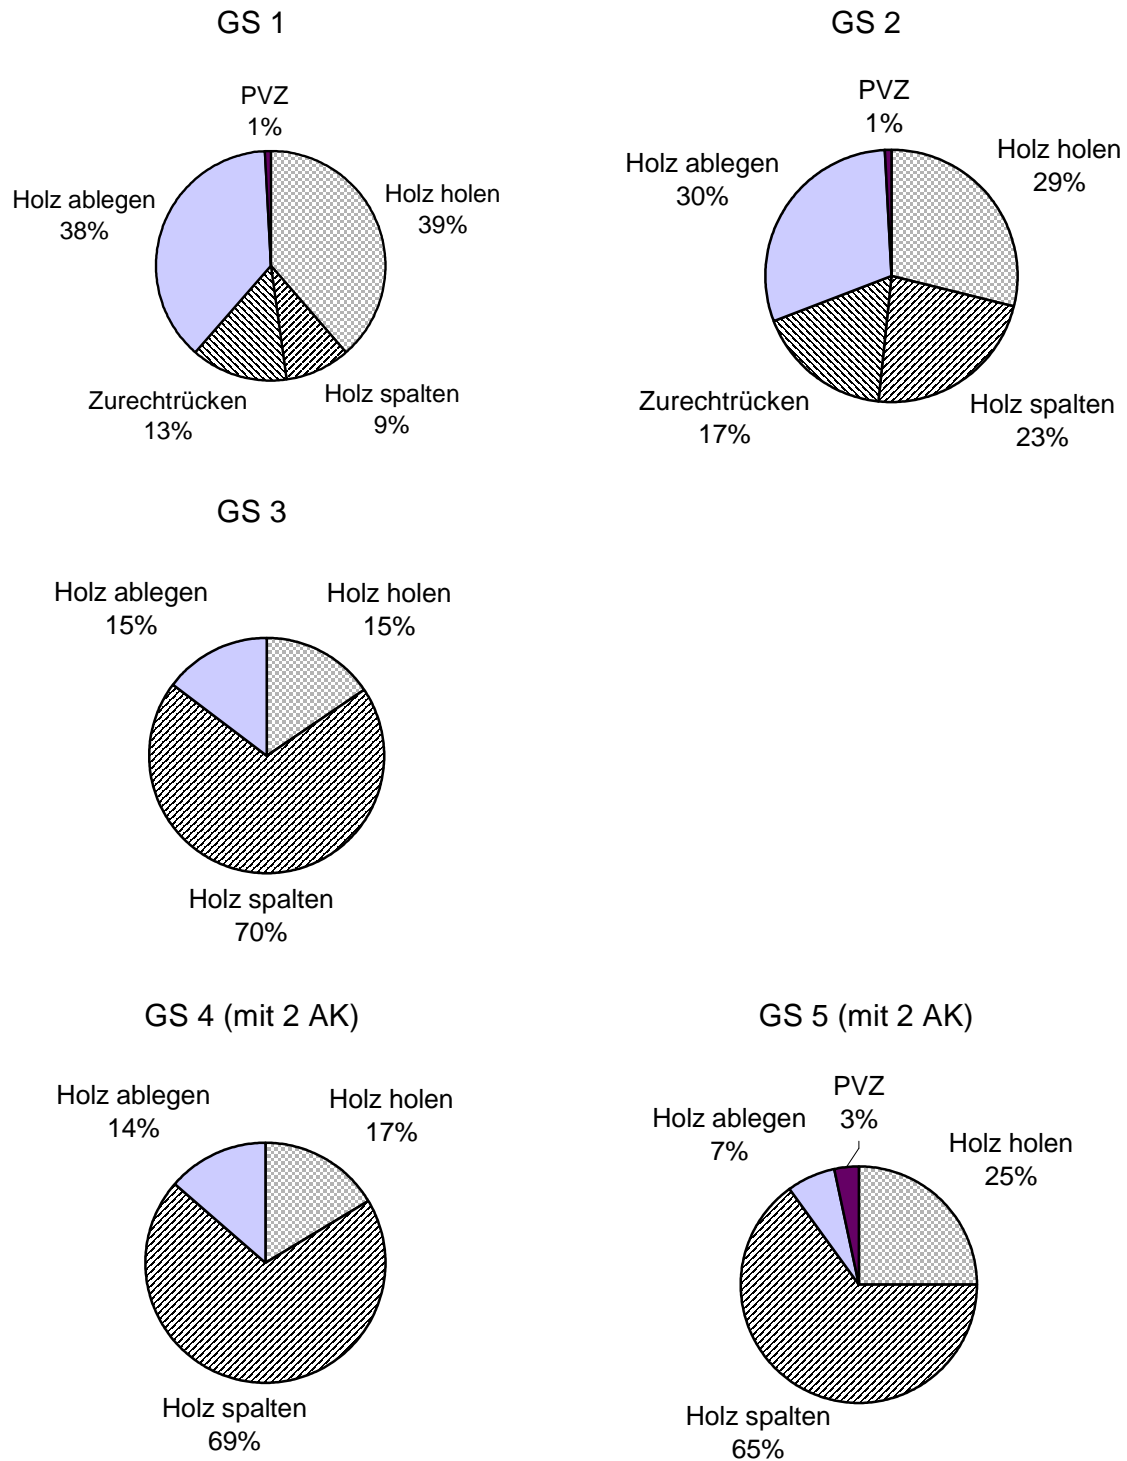 GS 1
PVZ
1%
Holz holen
39%
Holz spalten
9%
Zurechtrücken
13%
Holz ablegen
38%
GS 2
PVZ
1%
Holz holen
29%
Holz spalten
23%
Zurechtrücken
17%
Holz ablegen
30%
GS 3
Holz ablegen
15%
Holz holen
15%
Holz spalten
70%
GS 4 (mit 2 AK)
Holz ablegen
14%
Holz holen
17%
Holz spalten
69%
GS 5 (mit 2 AK)
PVZ
3%
Holz ablegen
7%
Holz holen
25%
Holz spalten
65%